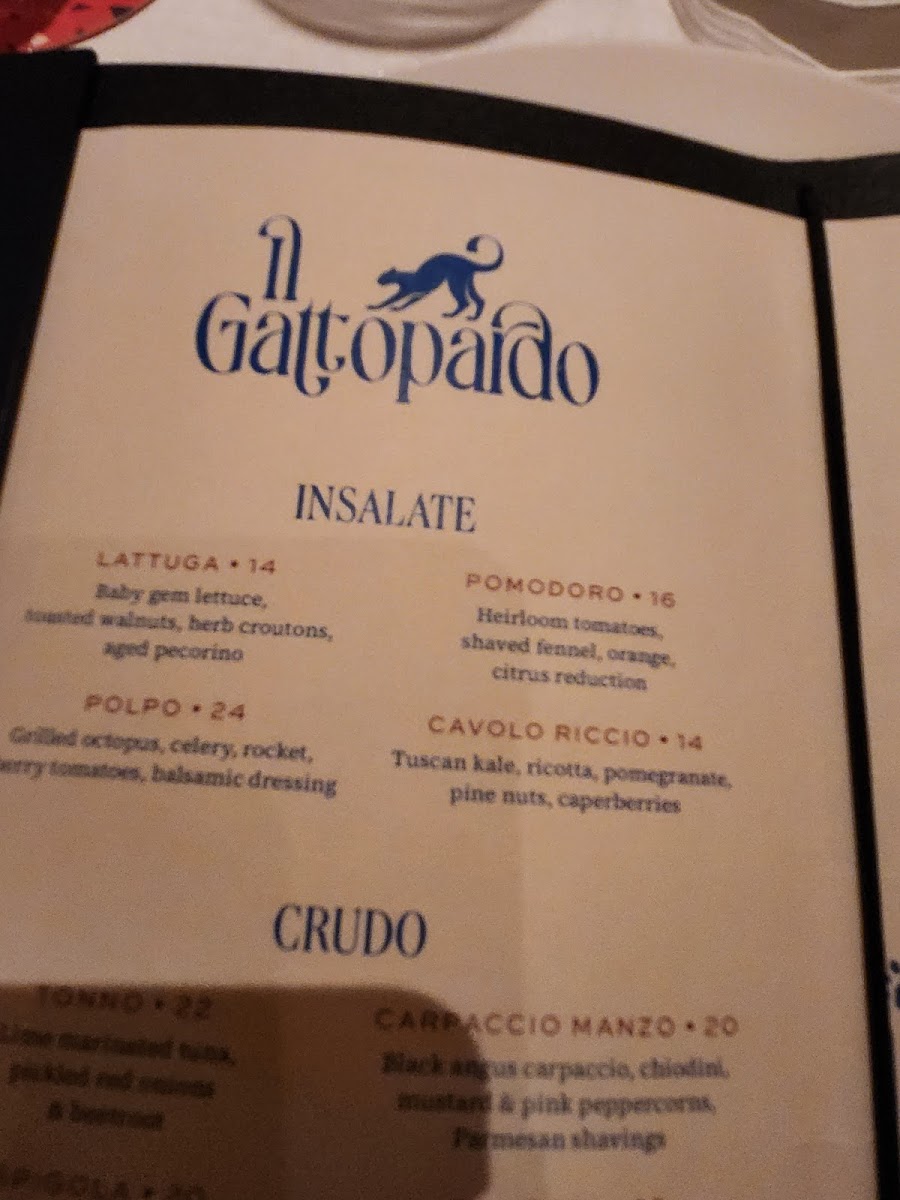 Il
Gattopardo
INSALATE
LATTUGA • 14
Baby gem lettuce,
toasted walnuts, herb croutons,
aged pecorino
POMODORO • 16
Heirloom tomatoes,
shaved fennel, orange,
citrus reduction
POLPO • 24
Grilled octopus, celery, rocket,
tomatoes, balsamic dressing
CAVOLO RICCIO • 14
Tuscan kale, ricotta, pomegranate,
pine nuts, caperberries
CRUDO
TONNO • 22
Lime marinated tuna,
pickled red onions
& beetroot
CARPACCIO MANZO • 20
Black angus carpaccio, chiodini,
mustard & pink peppercorns,
Parmesan shavings